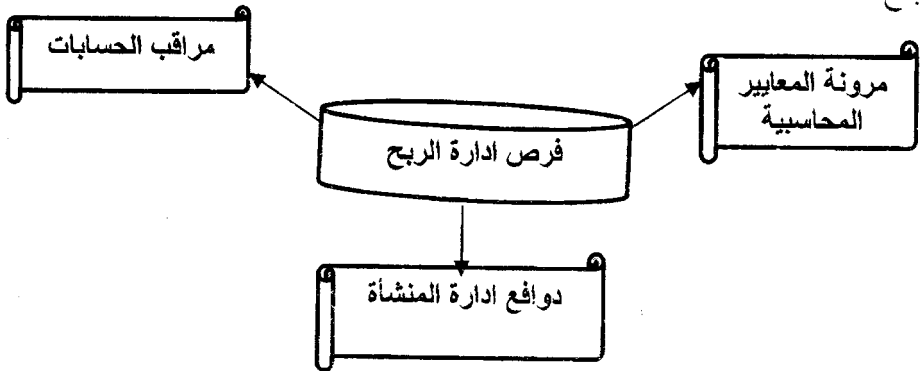 مرونة المعايير
المحاسبية
مراقب الحسابات
فرص ادارة الربح
دوافع ادارة المنشأة